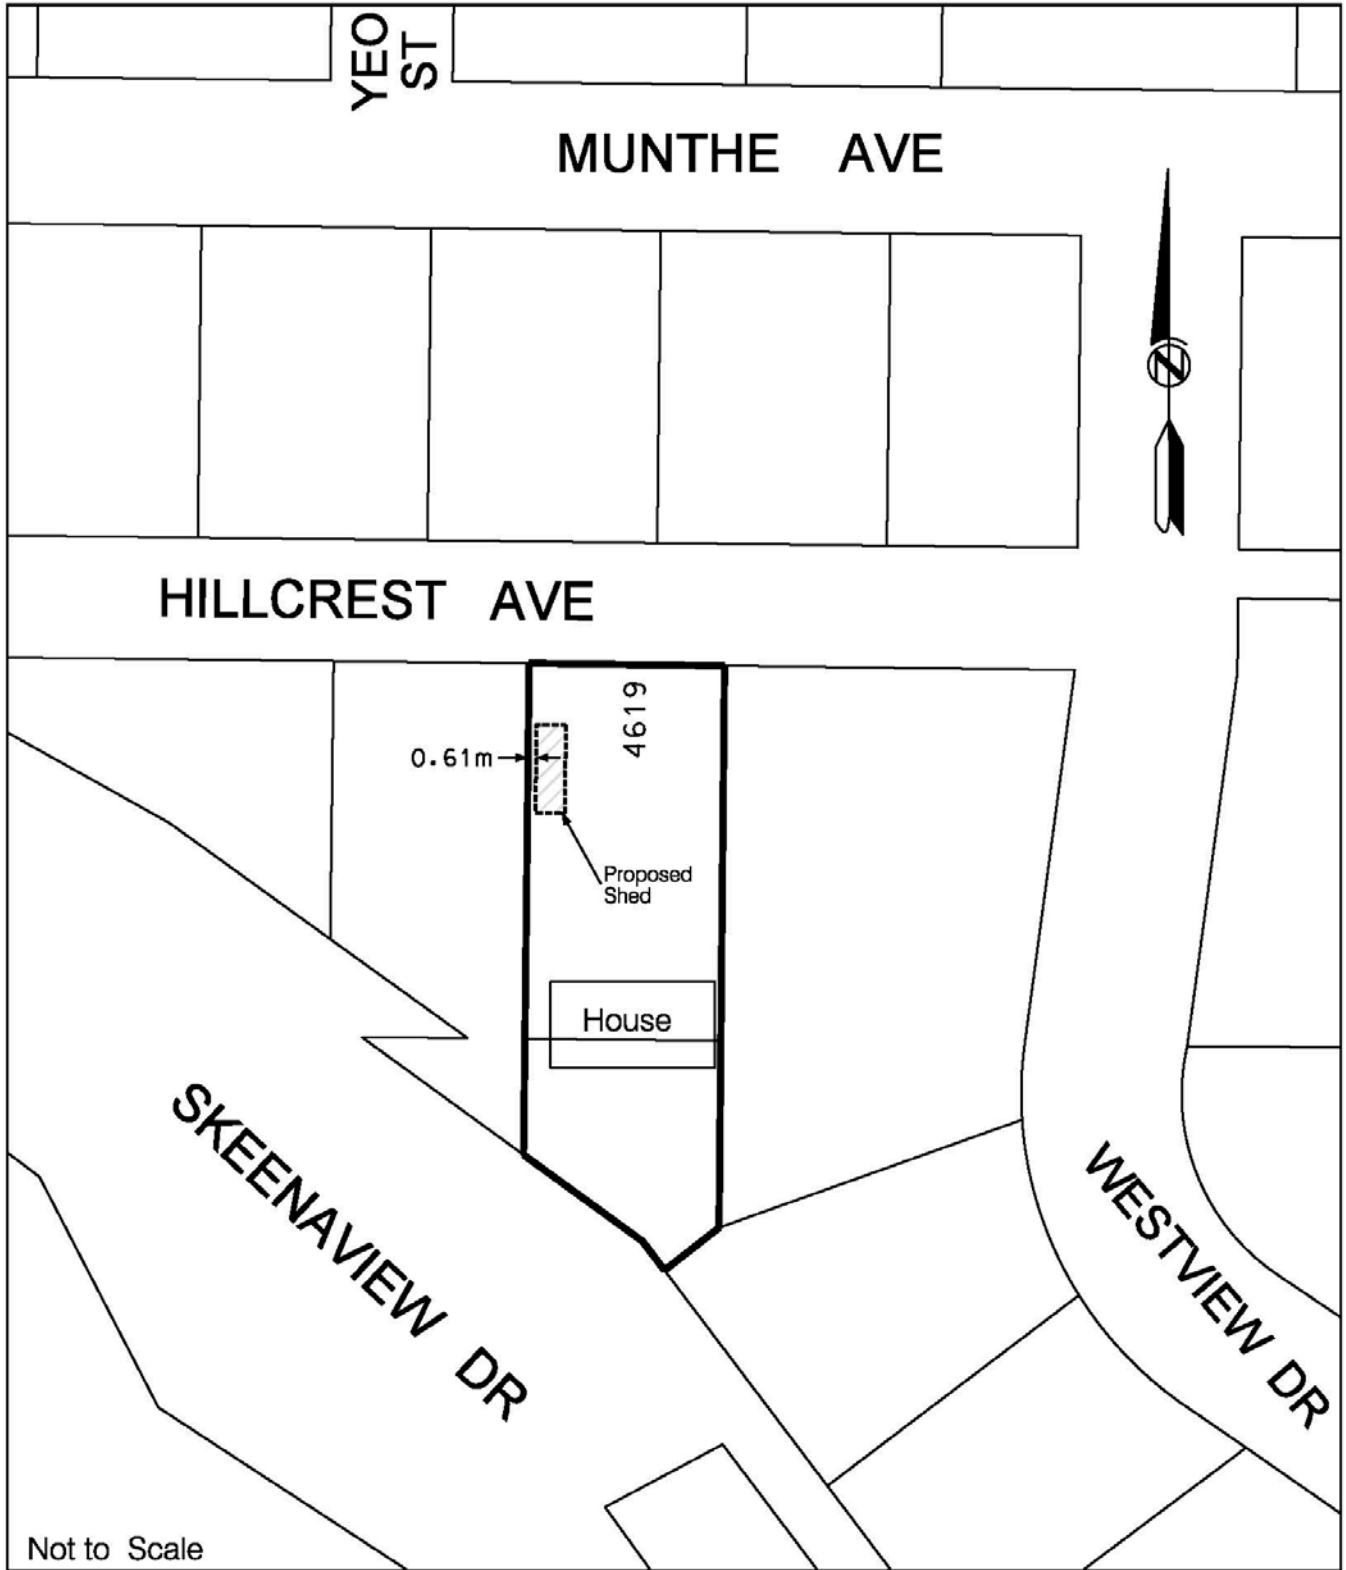 YEO
ST
MUNTHE AVE
N
HILLCREST AVE
4619
0.61m
Proposed
Shed
House
SKEENAVIEW DR
WESTVIEW DR
Not to Scale